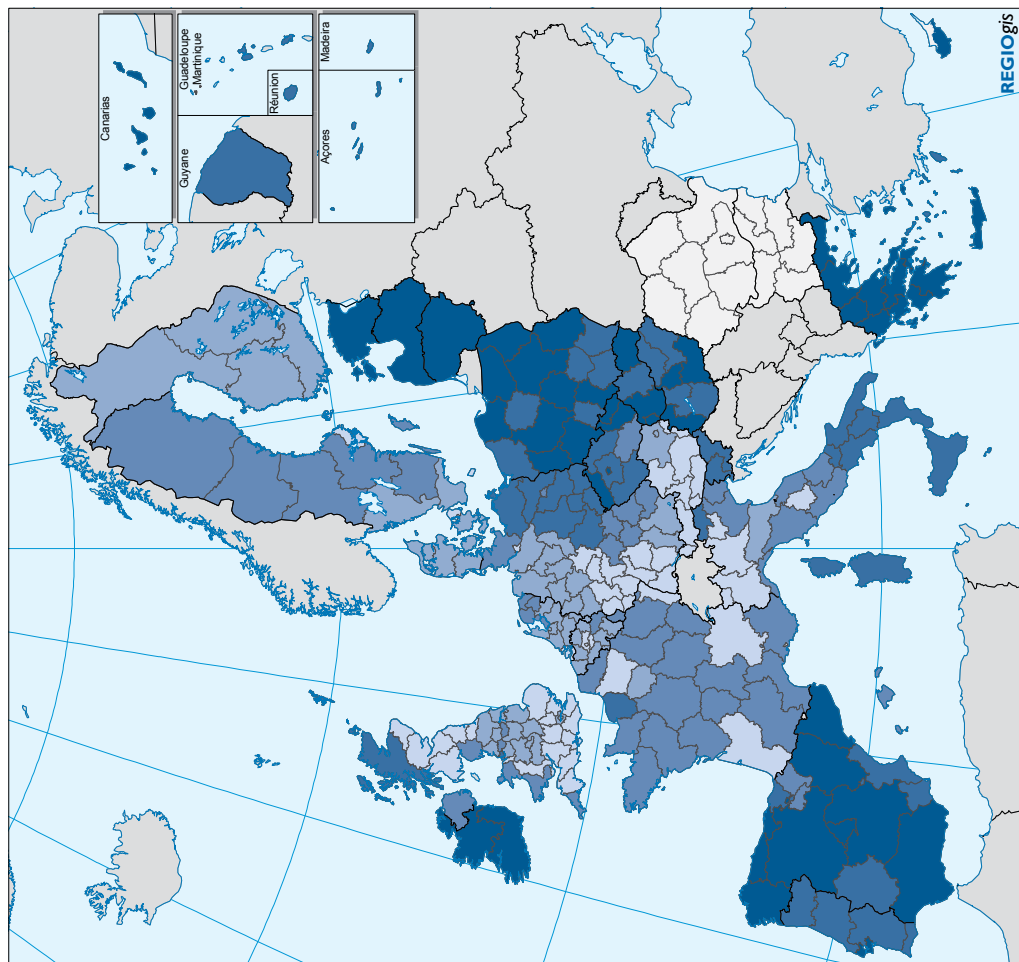 Canarias
Guyane
Guadeloupe
Martinique
Réunion
Açores
Madeira
REGIOgis